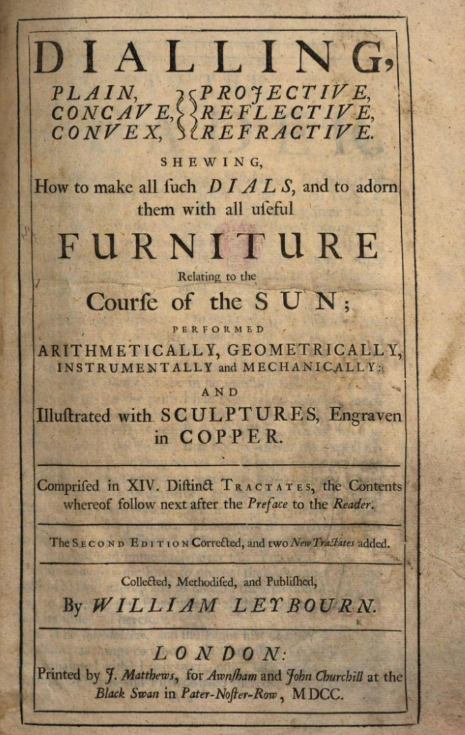 DIALLING,
PLAIN, PROJECTIVE,
CONCAVE, REFLECTIVE,
CONVEX, REFRACTIVE.
SHEWING,
How to make all ſuch DIALS, and to adorn
them with all uſeful
FURNITURE
Relating to the
Courſe of the SUN;
PERFORMED
ARITHMETICALLY, GEOMETRICALLY,
INSTRUMENTALLY and MECHANICALLY:
AND
Illuſtrated with SCULPTURES, Engraven
in COPPER.
Compriſed in XIV. Diſtinct TRACTATES, the Contents
whereof follow next after the Preface to the Reader.
The SECOND EDITION Corrected, and two New Tractates added.
Collected, Methodiſed, and Publiſhed,
By WILLIAM LEYBOURN.
LONDON:
Printed by J. Matthews, for Awnſham and John Churchill at the
Black Swan in Pater-Noſter-Row, MDCC.